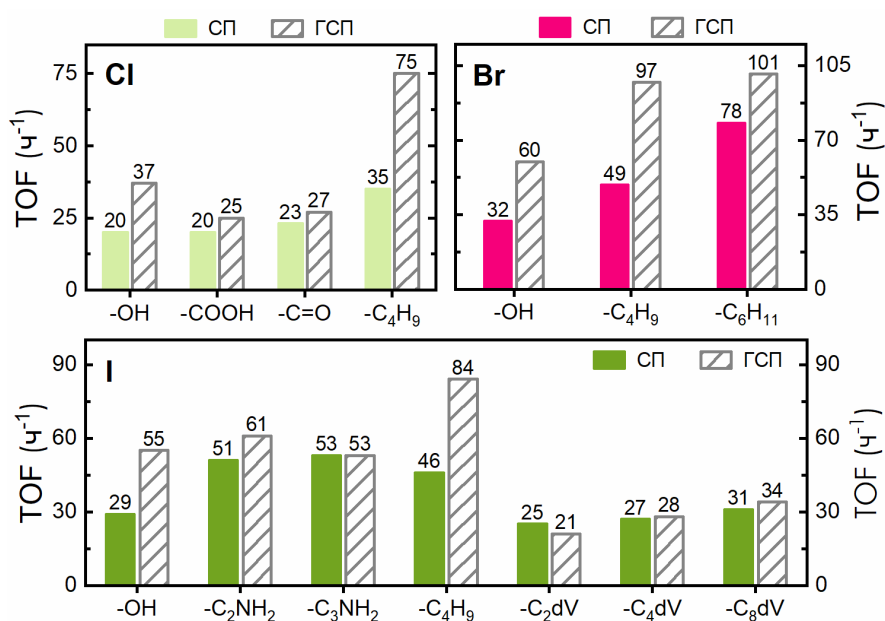 СП ГСП
Cl
TOF (ч⁻¹)
75
50
25
0
20 37 20 25 23 27 35 75
-OH -COOH -C=O -C₄H₉
СП ГСП
Br
TOF (ч⁻¹)
105
70
35
0
32 60 49 97 78 101
-OH -C₄H₉ -C₆H₁₁
СП ГСП
I
TOF (ч⁻¹)
90
60
30
0
29 55 51 61 53 53 46 84 25 21 27 28 31 34
90
60
30
0
TOF (ч⁻¹)
-OH -C₂NH₂ -C₃NH₂ -C₄H₉ -C₂dV -C₄dV -C₈dV